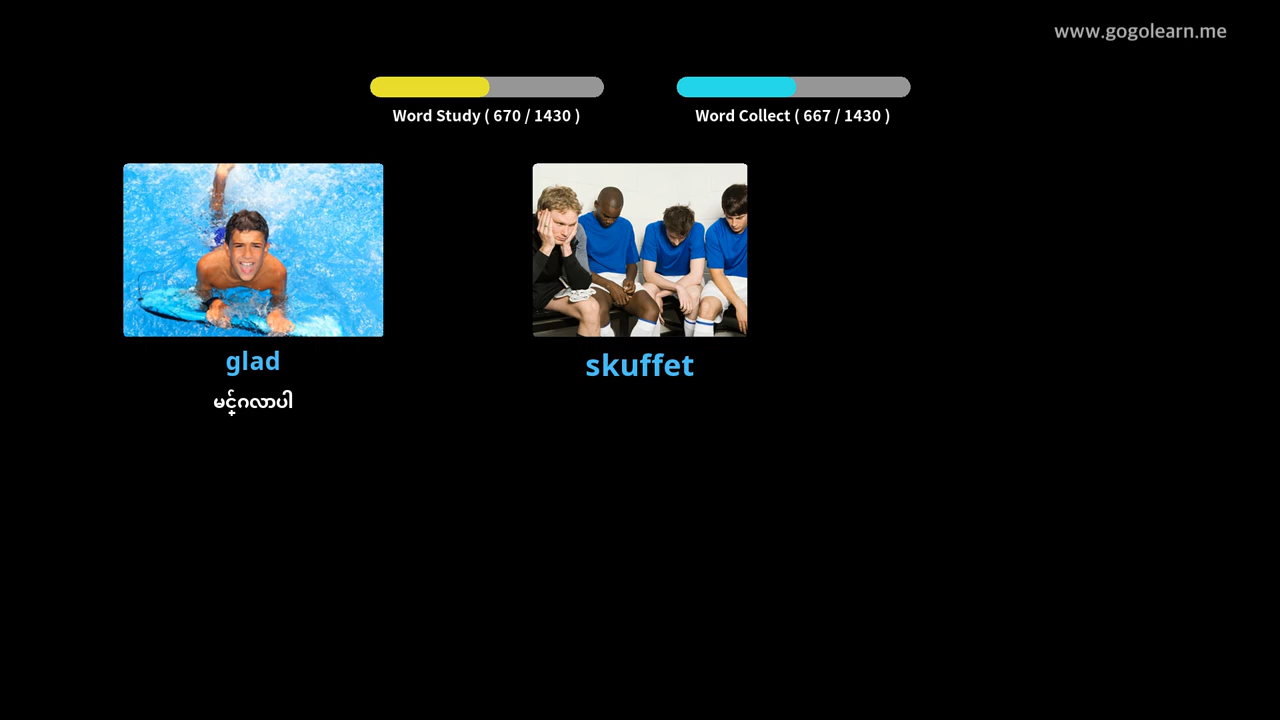 www.gogolearn.me
Word Study ( 670 / 1430 )
Word Collect ( 667 / 1430 )
glad
skuffet
မင်္ဂလာပါ